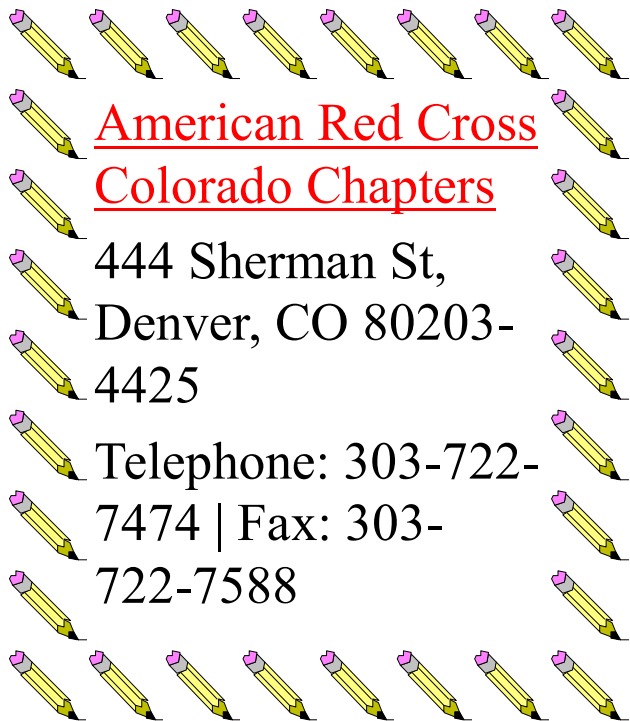 American Red Cross
Colorado Chapters
444 Sherman St,
Denver, CO 80203-
4425
Telephone: 303-722-
7474 | Fax: 303-
722-7588